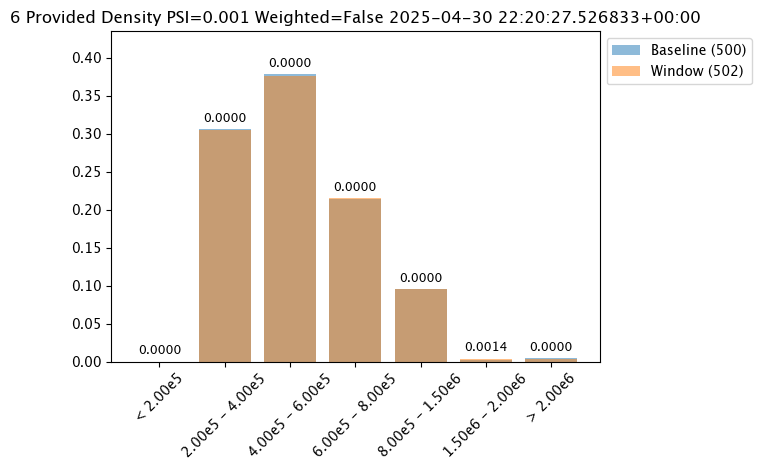 6 Provided Density PSI=0.001 Weighted=False 2025-04-30 22:20:27.526833+00:00
Baseline (500)
Window (502)
0.40
0.35
0.30
0.25
0.20
0.15
0.10
0.05
0.00
0.0000
0.0000
0.0000
0.0000
0.0000
0.0014
0.0000
< 2.00e5
2.00e5 - 4.00e5
4.00e5 - 6.00e5
6.00e5 - 8.00e5
8.00e5 - 1.50e6
1.50e6 - 2.00e6
> 2.00e6